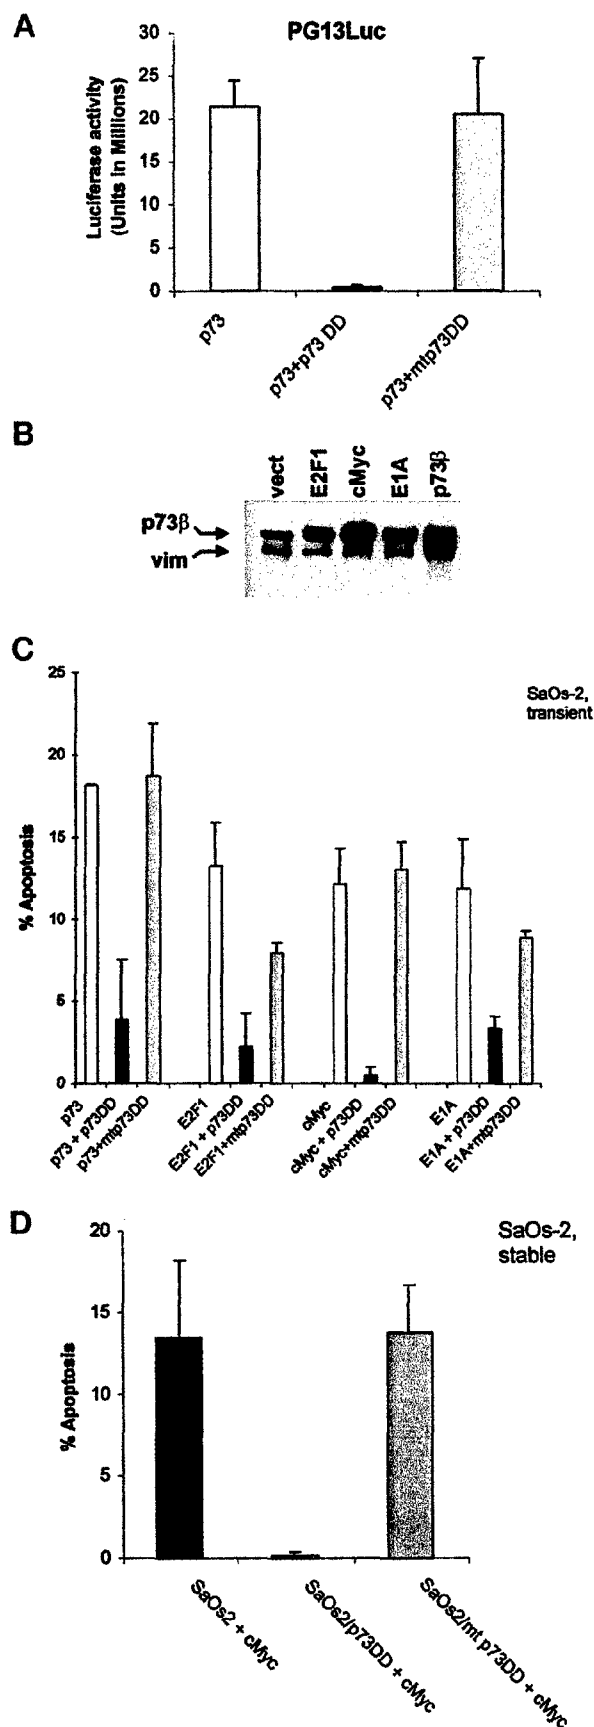 A
PG13Luc
Luciferase activity
(Units in Millions)
30
25
20
15
10
5
0
p73
p73+p73 DD
p73+mtp73DD
B
vect
E2F1
cMyc
E1A
p73β
p73β
vim
C
SaOs-2,
transient
% Apoptosis
25
20
15
10
5
0
p73
p73 + p73DD
p73+mtp73DD
E2F1
E2F1 + p73DD
E2F1+mtp73DD
cMyc
cMyc + p73DD
cMyc+mtp73DD
E1A
E1A + p73DD
E1A+mtp73DD
D
SaOs-2,
stable
% Apoptosis
20
15
10
5
0
SaOs2 + cMyc
SaOs2/p73DD + cMyc
SaOs2/mt p73DD + cMyc